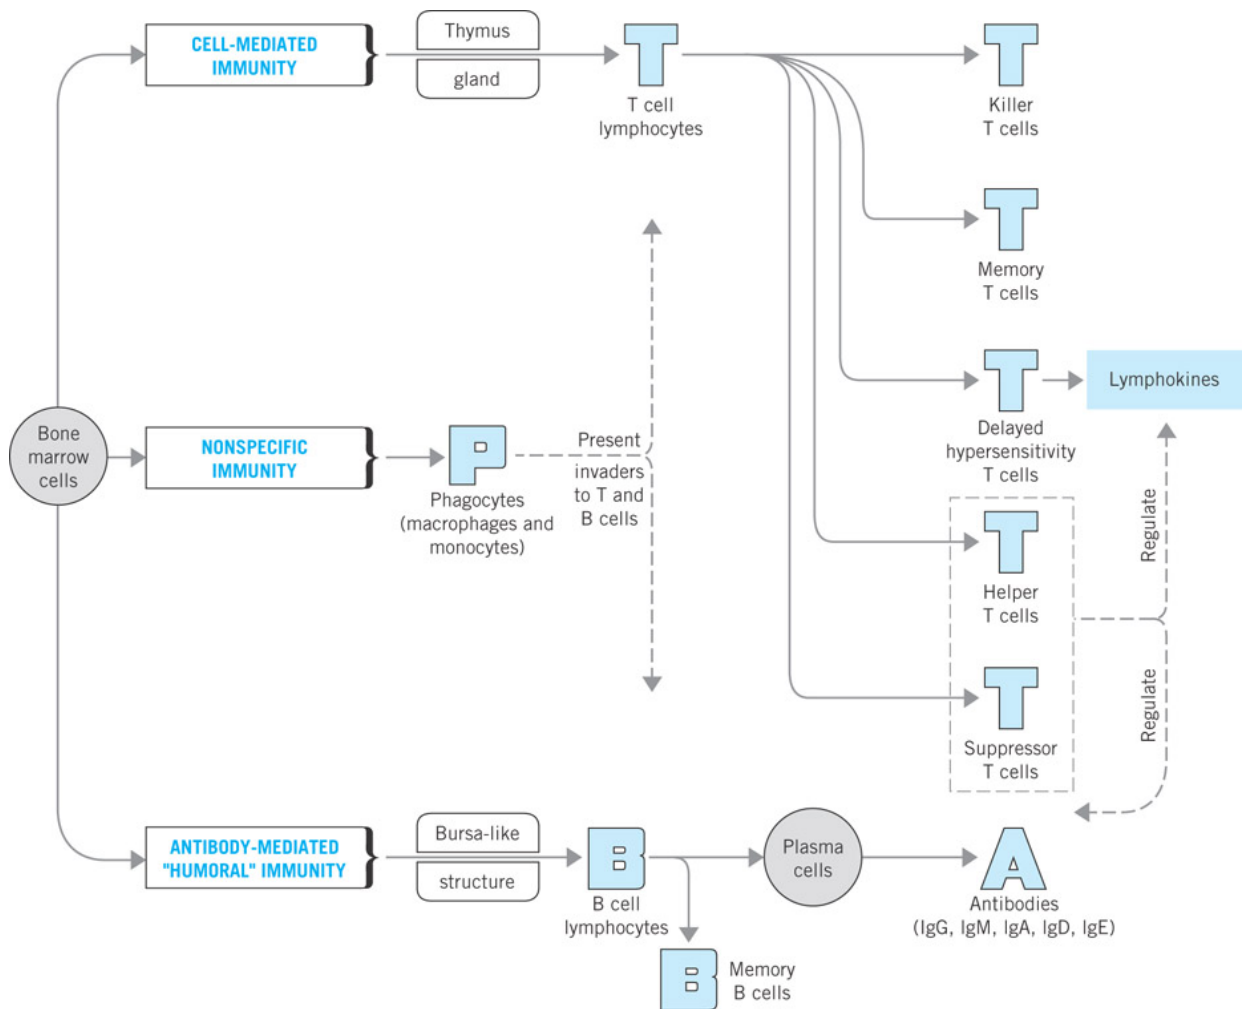 CELL-MEDIATED
IMMUNITY
Thymus
gland
T
T cell
lymphocytes
T
Killer
T cells
T
Memory
T cells
T
Delayed
hypersensitivity
T cells
Lymphokines
Bone
marrow
cells
NONSPECIFIC
IMMUNITY
P
Phagocytes
(macrophages and
monocytes)
Present
invaders
to T and
B cells
T
Helper
T cells
T
Suppressor
T cells
Regulate
Regulate
ANTIBODY-MEDIATED
"HUMORAL" IMMUNITY
Bursa-like
structure
B
B cell
lymphocytes
B
Memory
B cells
Plasma
cells
A
Antibodies
(IgG, IgM, IgA, IgD, IgE)